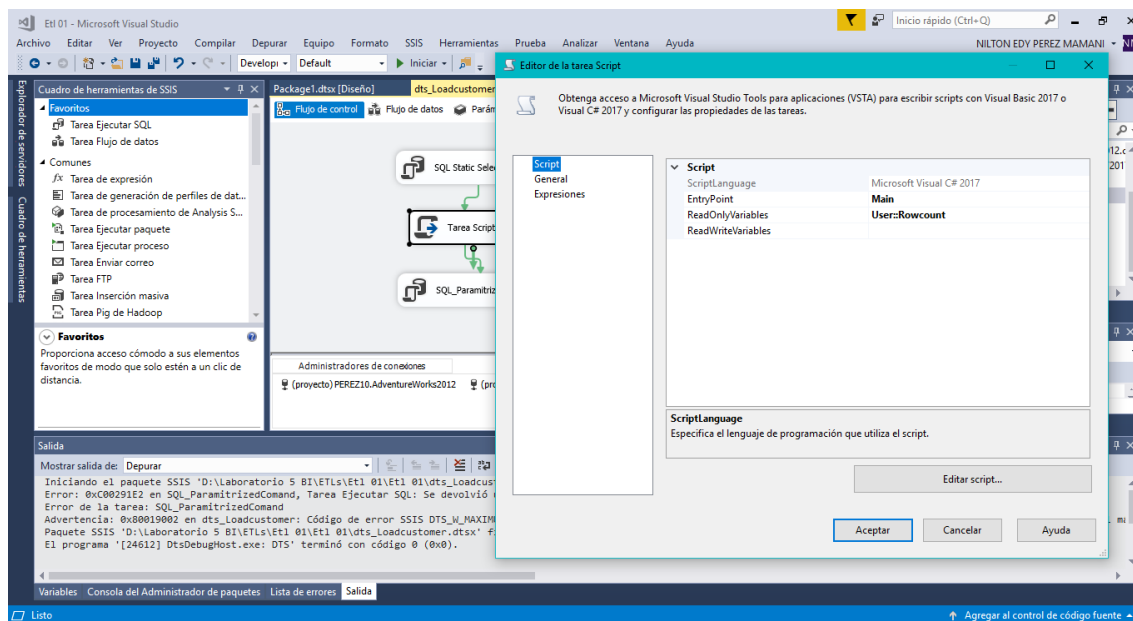 Etl 01 - Microsoft Visual Studio
Inicio rápido (Ctrl+Q)
Archivo Editar Ver Proyecto Compilar Depurar Equipo Formato SSIS Herramientas Prueba Analizar Ventana Ayuda
NILTON EDY PEREZ MAMANI
Develop Default Iniciar
Explorador de servidores
Cuadro de herramientas
Cuadro de herramientas de SSIS
Favoritos
Tarea Ejecutar SQL
Tarea Flujo de datos
Comunes
Tarea de expresión
Tarea de generación de perfiles de dat...
Tarea de procesamiento de Analysis S...
Tarea Ejecutar paquete
Tarea Ejecutar proceso
Tarea Enviar correo
Tarea FTP
Tarea Inserción masiva
Tarea Pig de Hadoop
Favoritos
Proporciona acceso cómodo a sus elementos
favoritos de modo que solo estén a un clic de
distancia.
Package1.dtsx [Diseño] dts_Loadcustomer
Flujo de control Flujo de datos Parám
SQL Static Sele
Tarea Script
SQL_Paramitriz
Administradores de conexiones
(proyecto) PEREZ10.AdventureWorks2012 (pro
Editor de la tarea Script
Obtenga acceso a Microsoft Visual Studio Tools para aplicaciones (VSTA) para escribir scripts con Visual Basic 2017 o
Visual C# 2017 y configurar las propiedades de las tareas.
Script
General
Expresiones
Script
ScriptLanguage Microsoft Visual C# 2017
EntryPoint Main
ReadOnlyVariables User::Rowcount
ReadWriteVariables
ScriptLanguage
Especifica el lenguaje de programación que utiliza el script.
Editar script...
Aceptar Cancelar Ayuda
12.c
201
Salida
Mostrar salida de: Depurar
Iniciando el paquete SSIS 'D:\Laboratorio 5 BI\ETLs\Etl 01\Etl 01\dts_Loadcus
Error: 0xC00291E2 en SQL_ParamitrizedComand, Tarea Ejecutar SQL: Se devolvió
Error de la tarea: SQL_ParamitrizedComand
Advertencia: 0x80019002 en dts_Loadcustomer: Código de error SSIS DTS_W_MAXIM
Paquete SSIS 'D:\Laboratorio 5 BI\ETLs\Etl 01\Etl 01\dts_Loadcustomer.dtsx' f
El programa '[24612] DtsDebugHost.exe: DTS' terminó con código 0 (0x0).
Variables Consola del Administrador de paquetes Lista de errores Salida
Listo
Agregar al control de código fuente